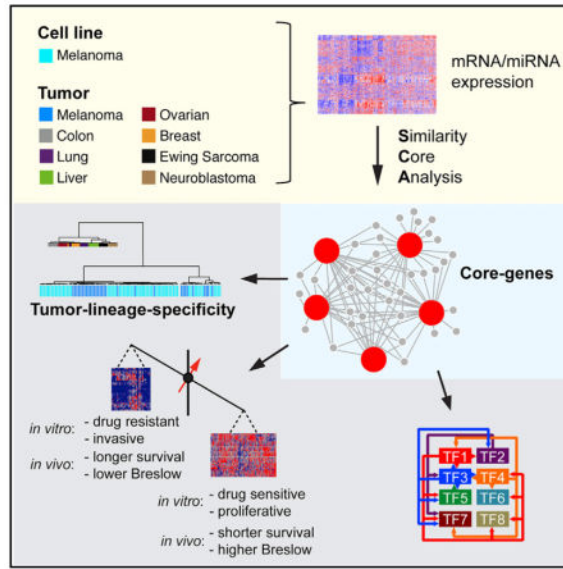 Cell line
Melanoma
Tumor
Melanoma
Ovarian
Colon
Breast
Lung
Ewing Sarcoma
Liver
Neuroblastoma
mRNA/miRNA
expression
Similarity
Core
Analysis
Core-genes
Tumor-lineage-specificity
in vitro: - drug resistant
- invasive
in vivo: - longer survival
- lower Breslow
in vitro: - drug sensitive
- proliferative
in vivo: - shorter survival
- higher Breslow
TF1 TF2
TF3 TF4
TF5 TF6
TF7 TF8